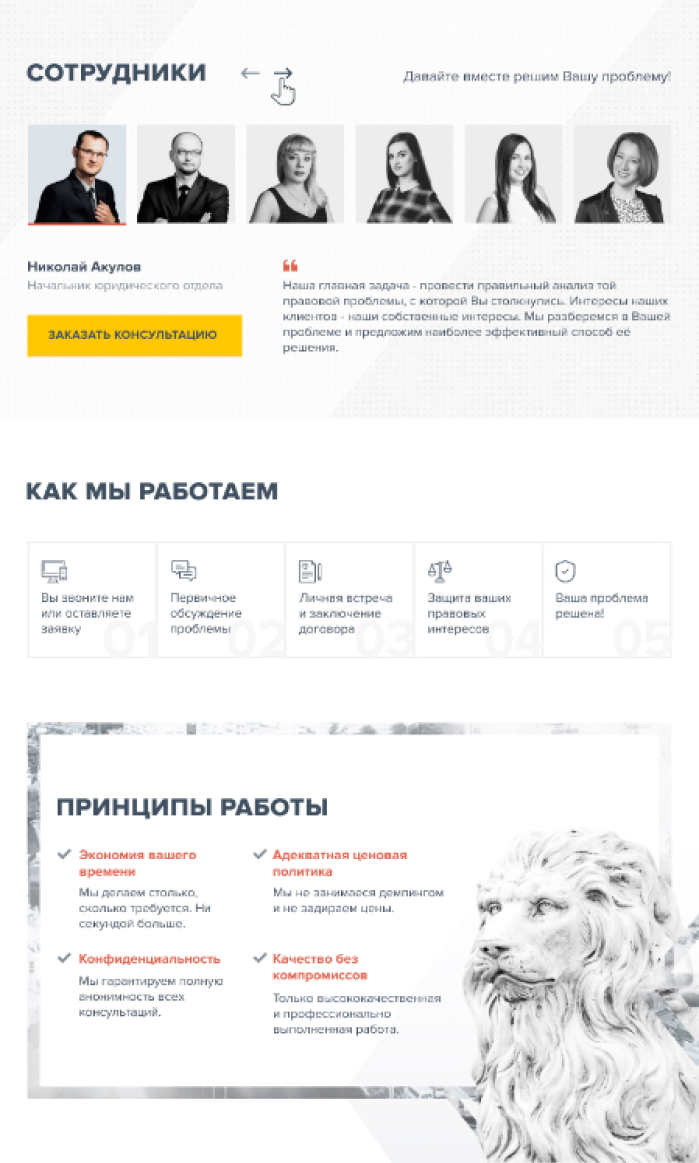 СОТРУДНИКИ
Давайте вместе решим Вашу проблему!
Николай Акулов
Начальник юридического отдела
ЗАКАЗАТЬ КОНСУЛЬТАЦИЮ
Наша главная задача - провести правильный анализ той
правовой проблемы, с которой Вы столкнулись. Интересы наших
клиентов - наши собственные интересы. Мы разберемся в Вашей
проблеме и предложим наиболее эффективный способ её
решения.
КАК МЫ РАБОТАЕМ
Вы звоните нам
или оставляете
заявку
01
Первичное
обсуждение
проблемы
02
Личная встреча
и заключение
договора
03
Защита ваших
правовых
интересов
04
Ваша проблема
решена!
05
ПРИНЦИПЫ РАБОТЫ
Экономия вашего
времени
Мы делаем столько,
сколько требуется. Ни
секундой больше.
Адекватная ценовая
политика
Мы не занимаеся демпингом
и не задираем цены.
Конфиденциальность
Мы гарантируем полную
анонимность всех
консультаций.
Качество без
компромиссов
Только высококачественная
и профессионально
выполненная работа.